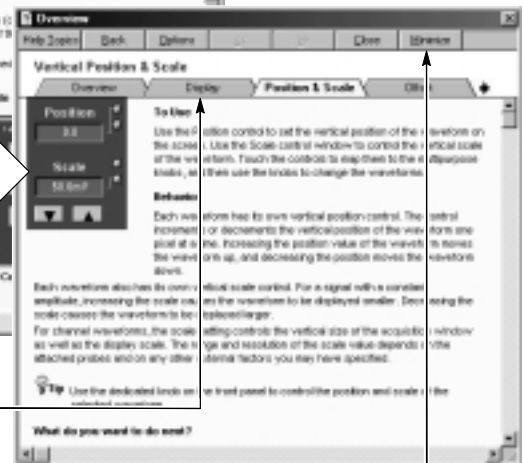 Overview
Help Topics Back Options Close Minimize
Vertical Position & Scale
Overview Display Position & Scale Offset
Position
0.0
Scale
50.0mV
To Use
Use the Position control to set the vertical position of the waveform on
the screen. Use the Scale control window to control the vertical scale
of the waveform. Touch the controls to map them to the multipurpose
knobs, and then use the knobs to change the waveforms.
Behavior
Each waveform has its own vertical position control. The control
increments or decrements the vertical position of the waveform one
pixel at a time. Increasing the position value of the waveform moves
the waveform up, and decreasing the position moves the waveform
down.
Each waveform also has its own vertical scale control. For a signal with a constant
amplitude, increasing the scale causes the waveform to be displayed smaller. Decreasing the
scale causes the waveform to be displaced larger.
For channel waveforms, the scale setting controls the vertical size of the acquisition window
as well as the display scale. The range and resolution of the scale value depends on the
attached probes and on any other external factors you may have specified.
Tip Use the dedicated knob on the front panel to control the position and scale of the
selected waveform.
What do you want to do next?